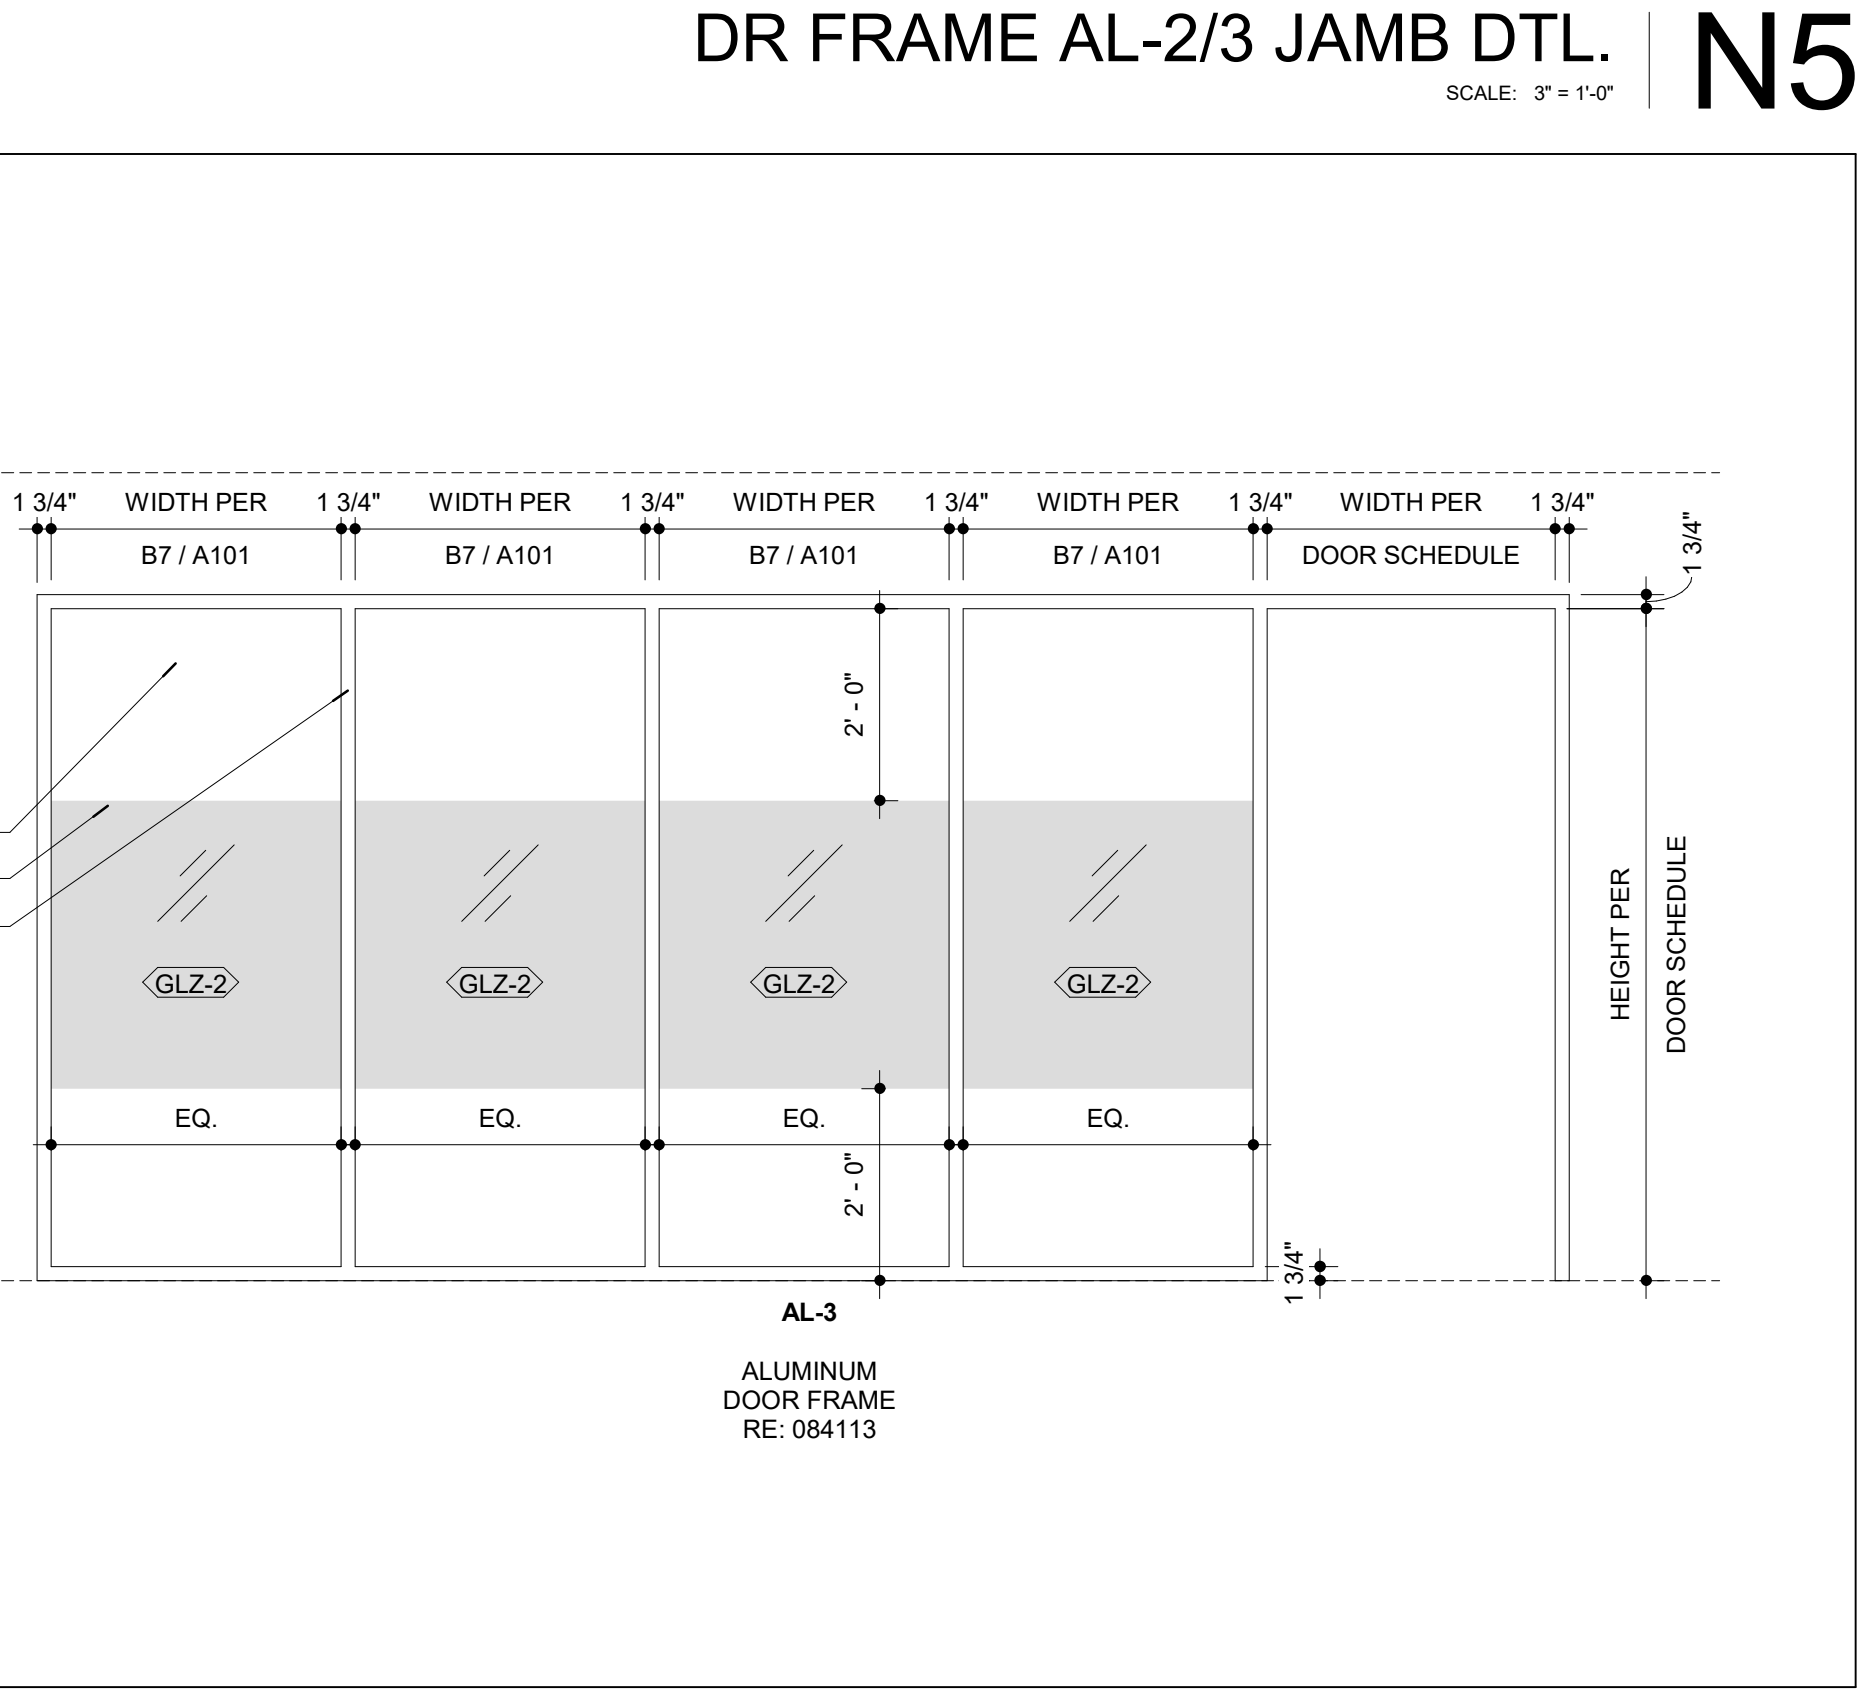 DR FRAME AL-2/3 JAMB DTL.
SCALE: 3" = 1'-0"
N5
1 3/4" WIDTH PER 1 3/4" WIDTH PER 1 3/4" WIDTH PER 1 3/4" WIDTH PER 1 3/4" WIDTH PER 1 3/4"
B7 / A101 B7 / A101 B7 / A101 B7 / A101 DOOR SCHEDULE
1 3/4"
2' - 0"
HEIGHT PER
DOOR SCHEDULE
GLZ-2 GLZ-2 GLZ-2 GLZ-2
EQ. EQ. EQ. EQ.
2' - 0"
1 3/4"
AL-3
ALUMINUM
DOOR FRAME
RE: 084113